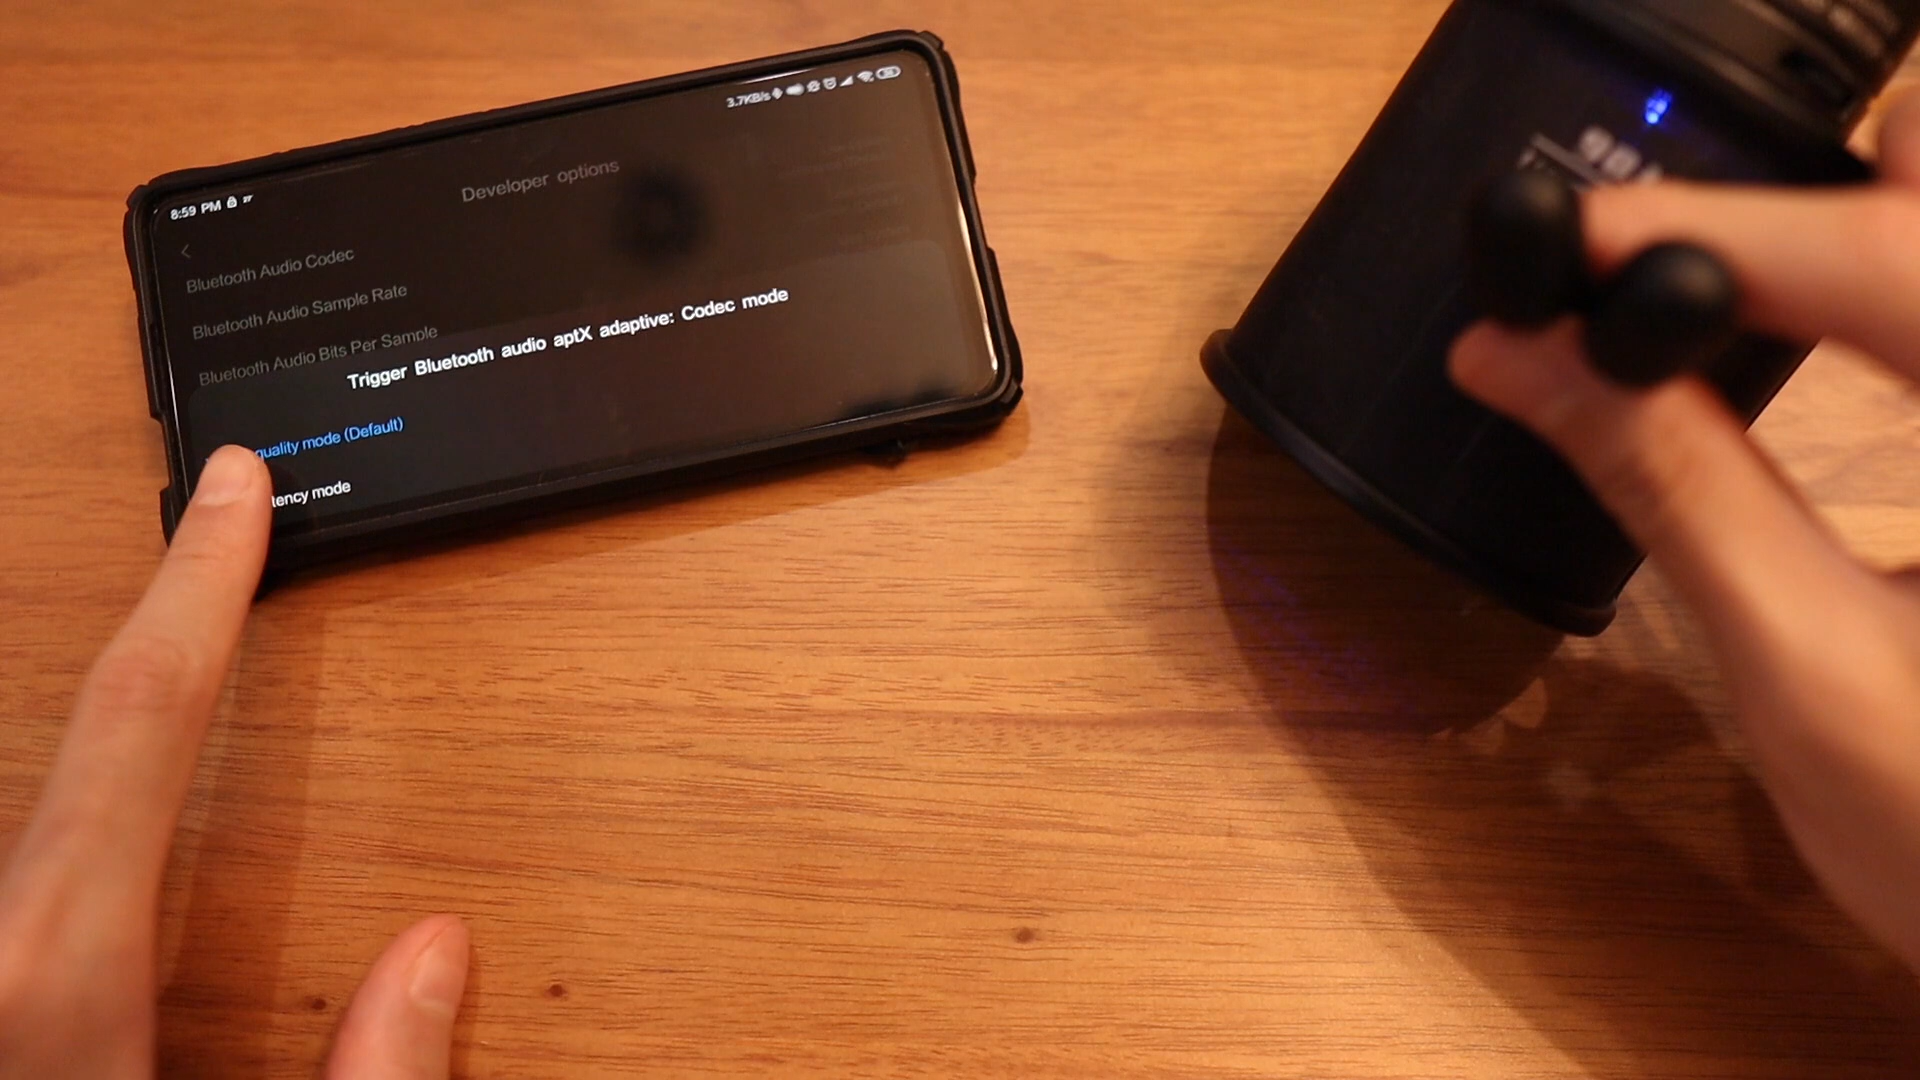 3.7KB/s
8:59 PM
Developer options
Bluetooth Audio Codec
Bluetooth Audio Sample Rate
Bluetooth Audio Bits Per Sample
Trigger Bluetooth audio aptX adaptive: Codec mode
quality mode (Default)
mode